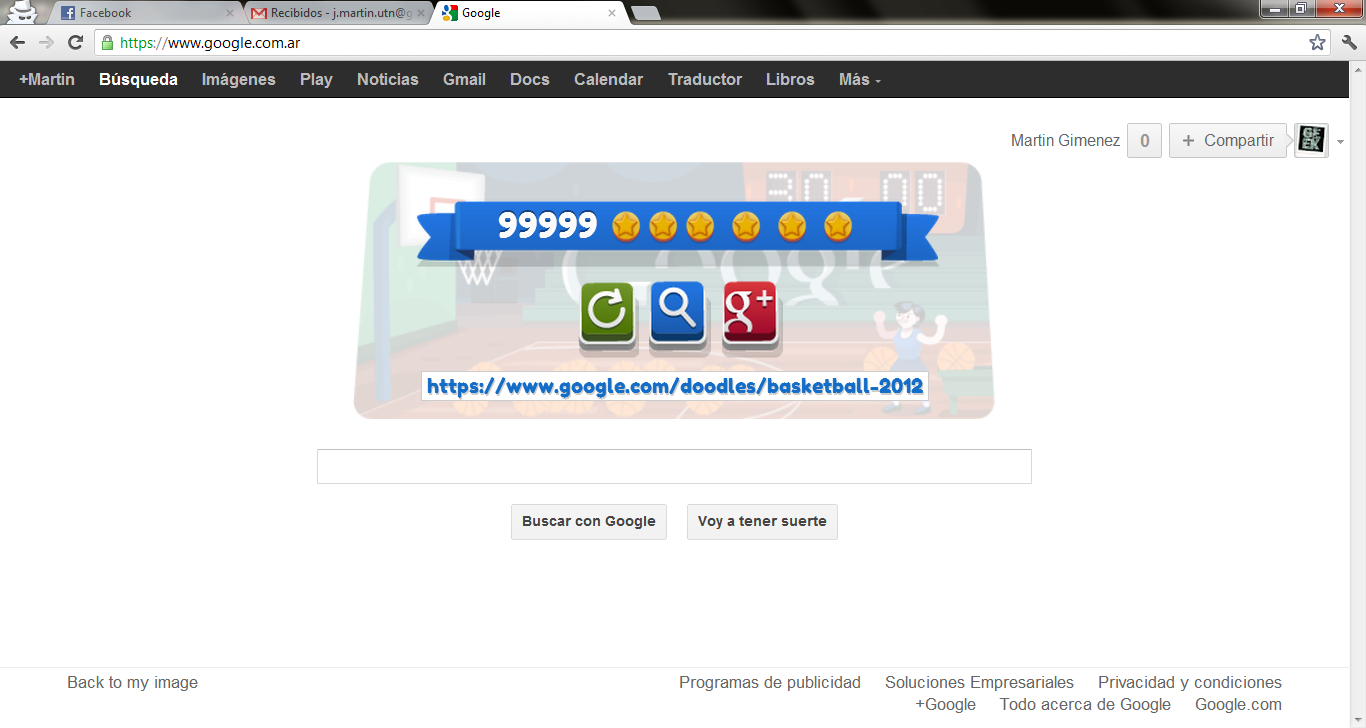 Facebook
Recibidos - j.martin.utn@g
Google
https://www.google.com.ar
+Martin Búsqueda Imágenes Play Noticias Gmail Docs Calendar Traductor Libros Más
Martin Gimenez 0 + Compartir GE EK
30 00
99999
Google
g+
https://www.google.com/doodles/basketball-2012
Buscar con Google Voy a tener suerte
Back to my image Programas de publicidad Soluciones Empresariales Privacidad y condiciones
+Google Todo acerca de Google Google.com